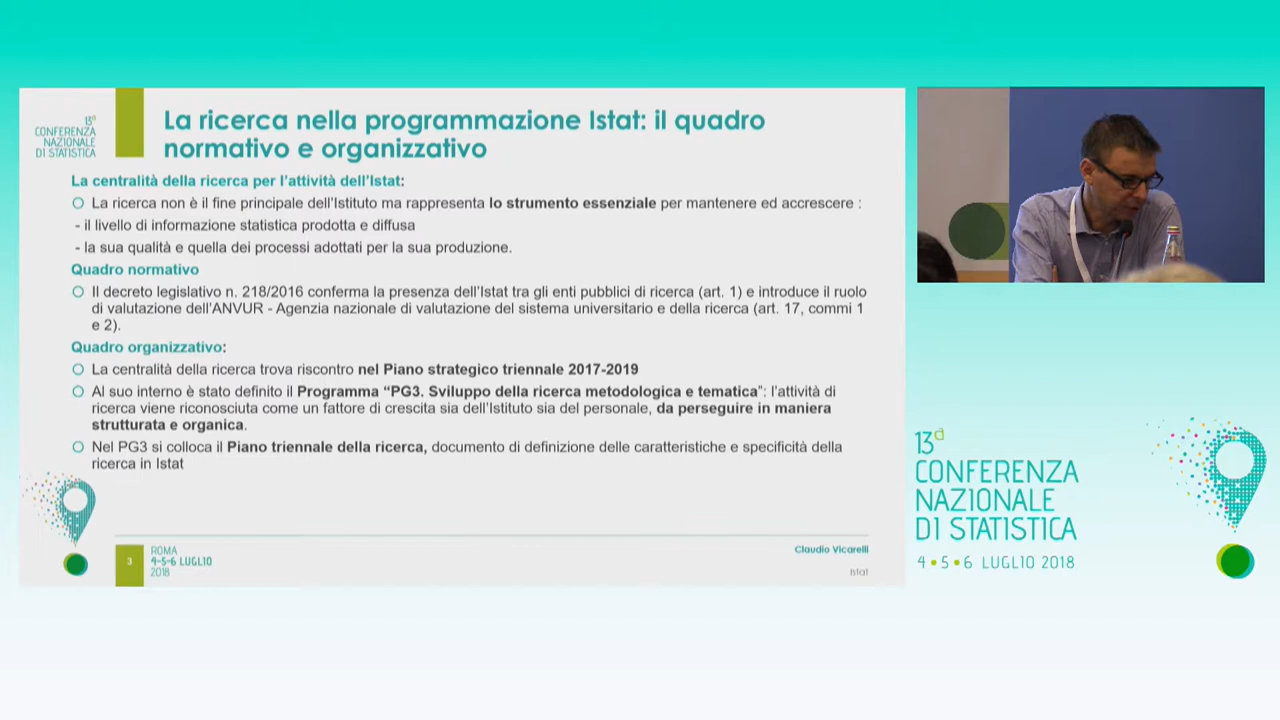 13ª
CONFERENZA
NAZIONALE
DI STATISTICA
La ricerca nella programmazione Istat: il quadro
normativo e organizzativo
La centralità della ricerca per l'attività dell'Istat:
La ricerca non è il fine principale dell'Istituto ma rappresenta lo strumento essenziale per mantenere ed accrescere :
- il livello di informazione statistica prodotta e diffusa
- la sua qualità e quella dei processi adottati per la sua produzione.
Quadro normativo
Il decreto legislativo n. 218/2016 conferma la presenza dell'Istat tra gli enti pubblici di ricerca (art. 1) e introduce il ruolo
di valutazione dell'ANVUR - Agenzia nazionale di valutazione del sistema universitario e della ricerca (art. 17, commi 1
e 2).
Quadro organizzativo:
La centralità della ricerca trova riscontro nel Piano strategico triennale 2017-2019
Al suo interno è stato definito il Programma “PG3. Sviluppo della ricerca metodologica e tematica”: l'attività di
ricerca viene riconosciuta come un fattore di crescita sia dell'Istituto sia del personale, da perseguire in maniera
strutturata e organica.
Nel PG3 si colloca il Piano triennale della ricerca, documento di definizione delle caratteristiche e specificità della
ricerca in Istat
3
ROMA
4-5-6 LUGLIO
2018
Claudio Vicarelli
Istat
13ª
CONFERENZA
NAZIONALE
DI STATISTICA
4 • 5 • 6 LUGLIO 2018